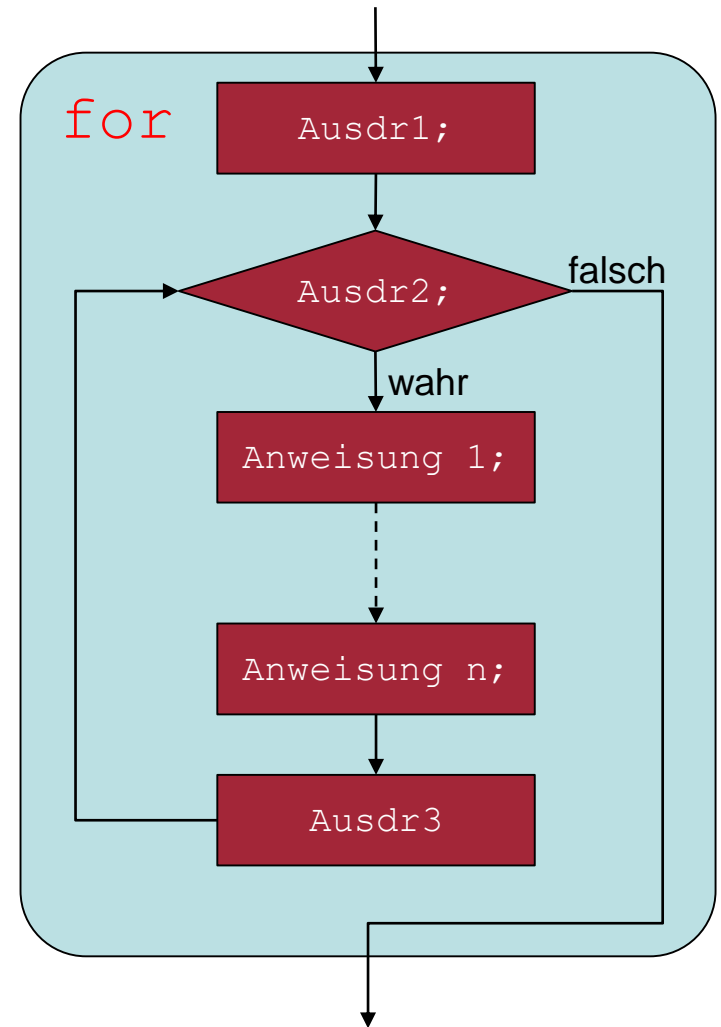 for
Ausdr1;
Ausdr2;
falsch
wahr
Anweisung 1;
Anweisung n;
Ausdr3